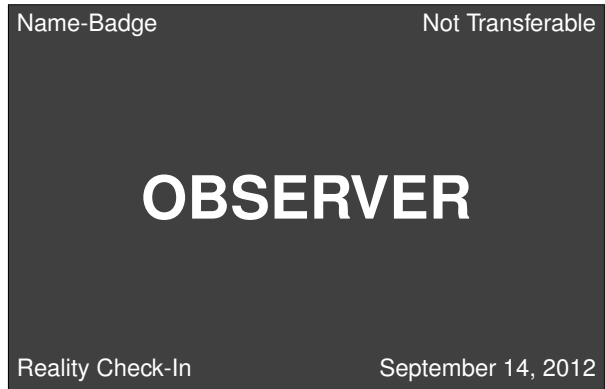 Name-Badge Not Transferable
OBSERVER
Reality Check-In September 14, 2012